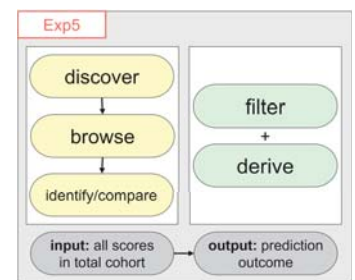 Exp5
discover
browse
identify/compare
filter
+
derive
input: all scores
in total cohort
output: prediction
outcome